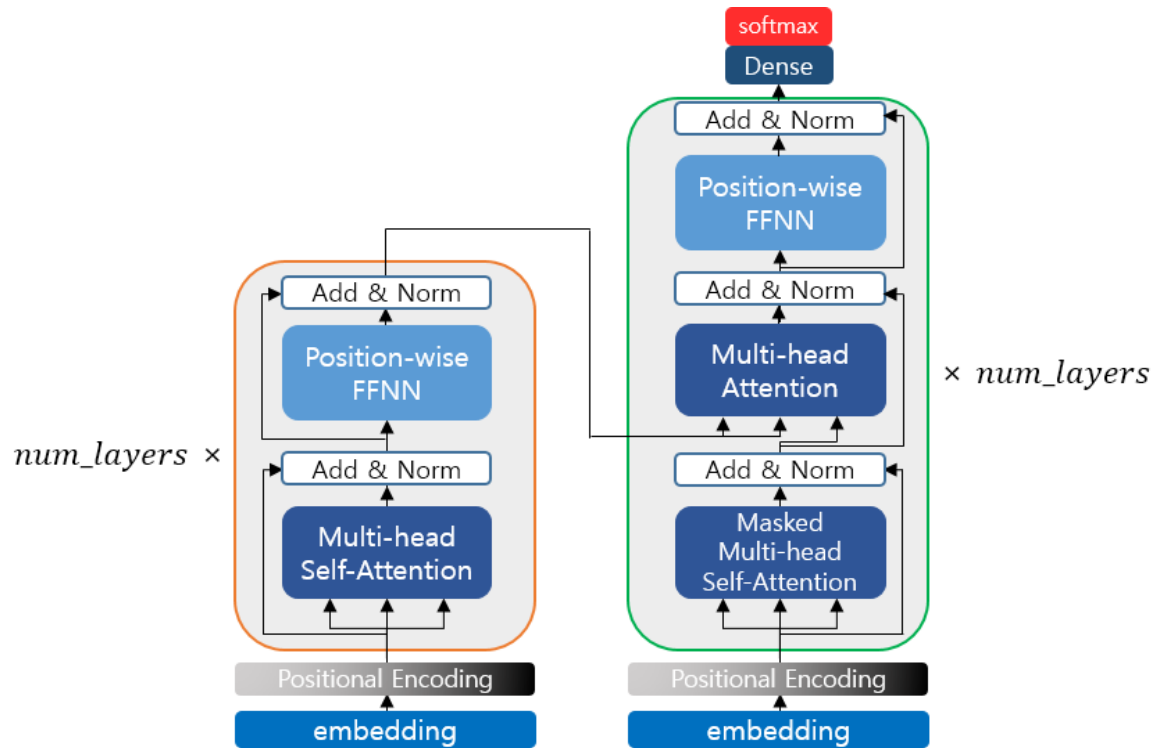 softmax
Dense
Add & Norm
Position-wise
FFNN
Add & Norm
Multi-head
Attention
Add & Norm
Masked
Multi-head
Self-Attention
× num_layers
Positional Encoding
embedding
Add & Norm
Position-wise
FFNN
num_layers ×
Add & Norm
Multi-head
Self-Attention
Positional Encoding
embedding